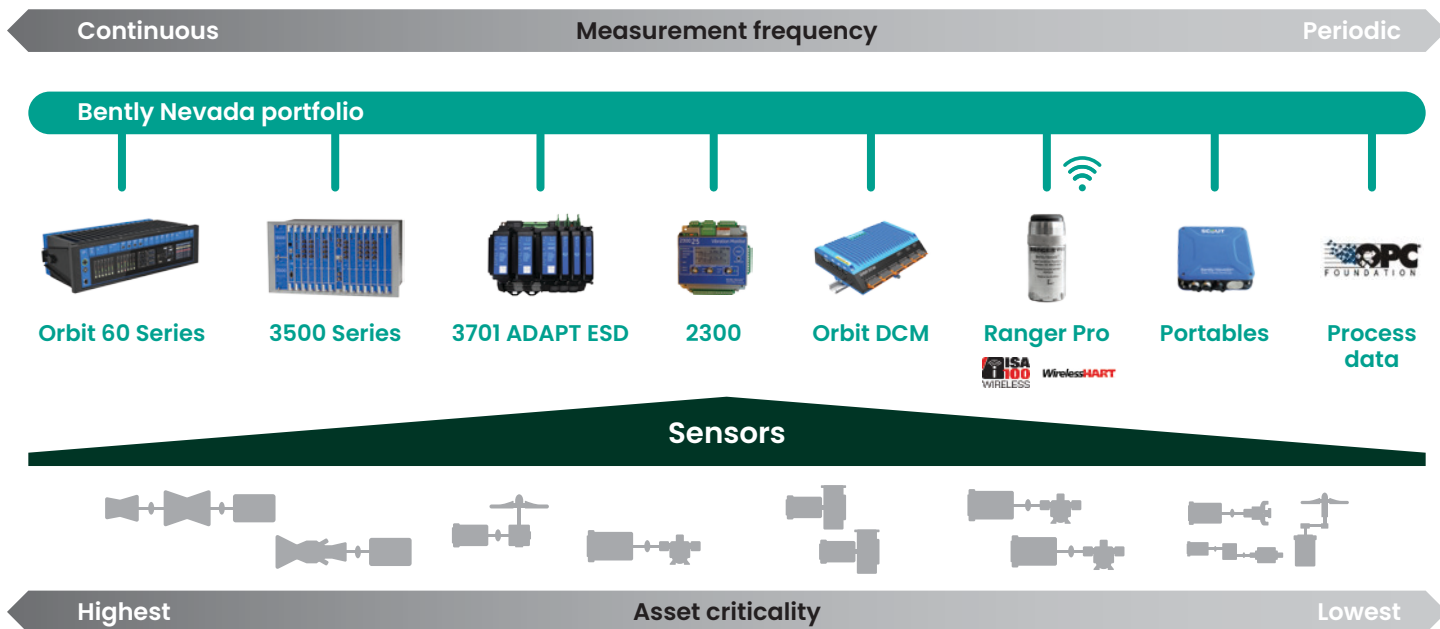 Continuous Measurement frequency Periodic
Bently Nevada portfolio
SCOUT
OPC
FOUNDATION
Orbit 60 Series 3500 Series 3701 ADAPT ESD 2300 Orbit DCM Ranger Pro Portables Process
data
ISA
100
WIRELESS
WirelessHART
Sensors
Highest Asset criticality Lowest